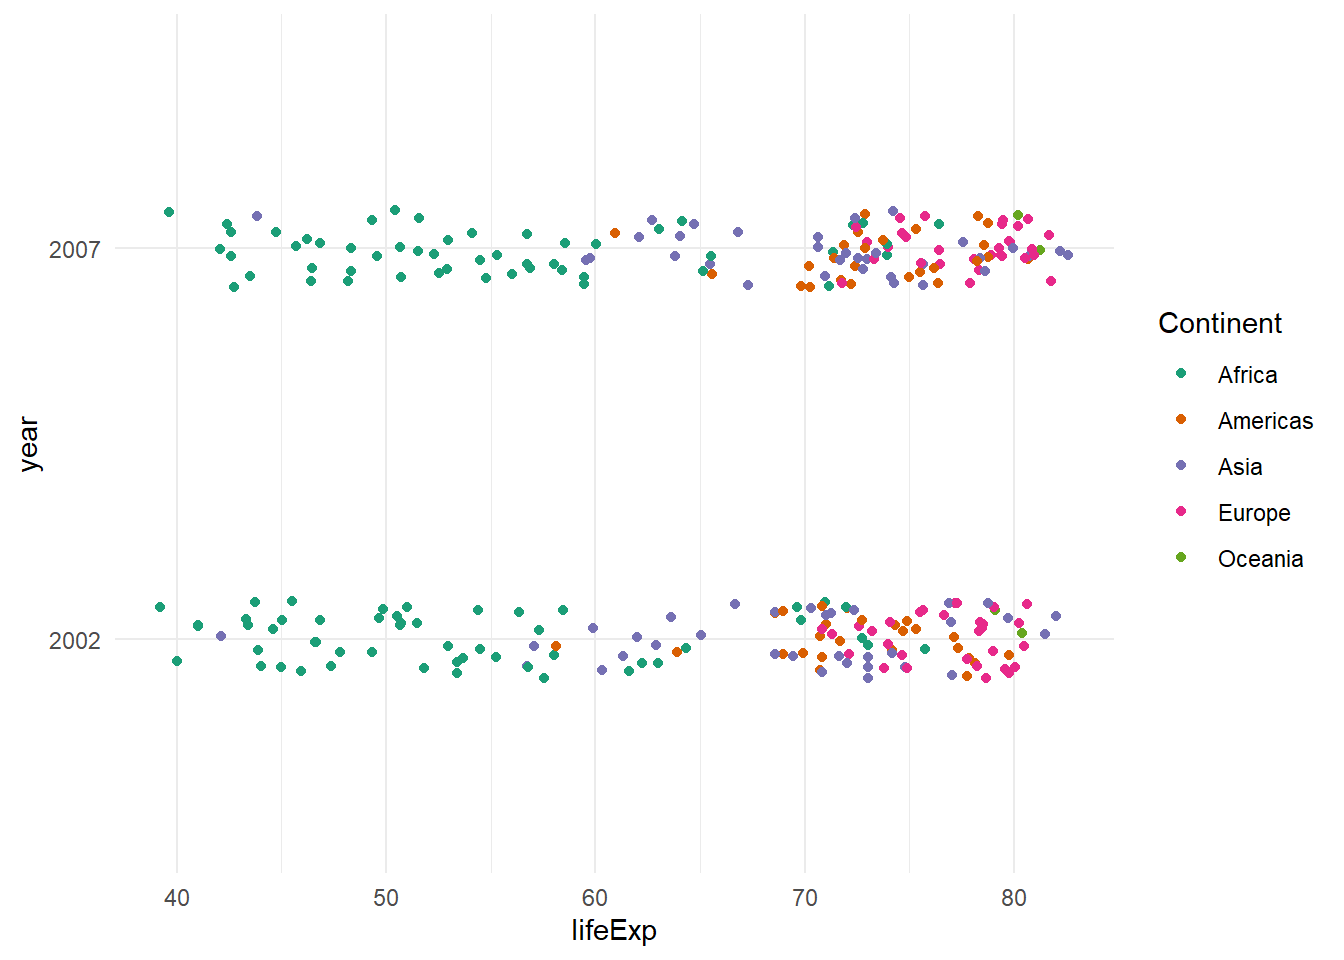 2007
2002
year
40 50 60 70 80
lifeExp
Continent
Africa
Americas
Asia
Europe
Oceania